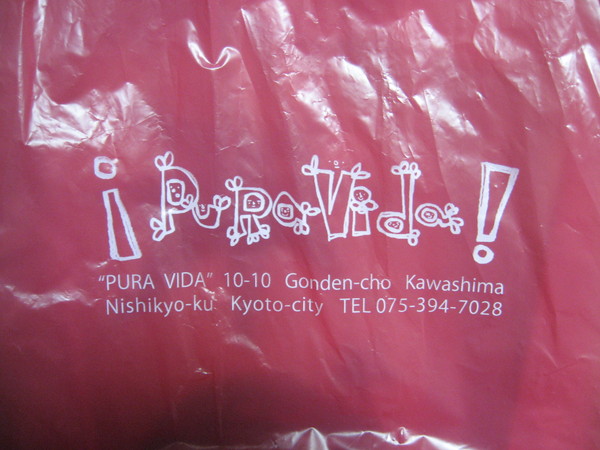 ¡PuraVida!
“PURA VIDA” 10-10 Gonden-cho Kawashima
Nishikyo-ku Kyoto-city TEL 075-394-7028